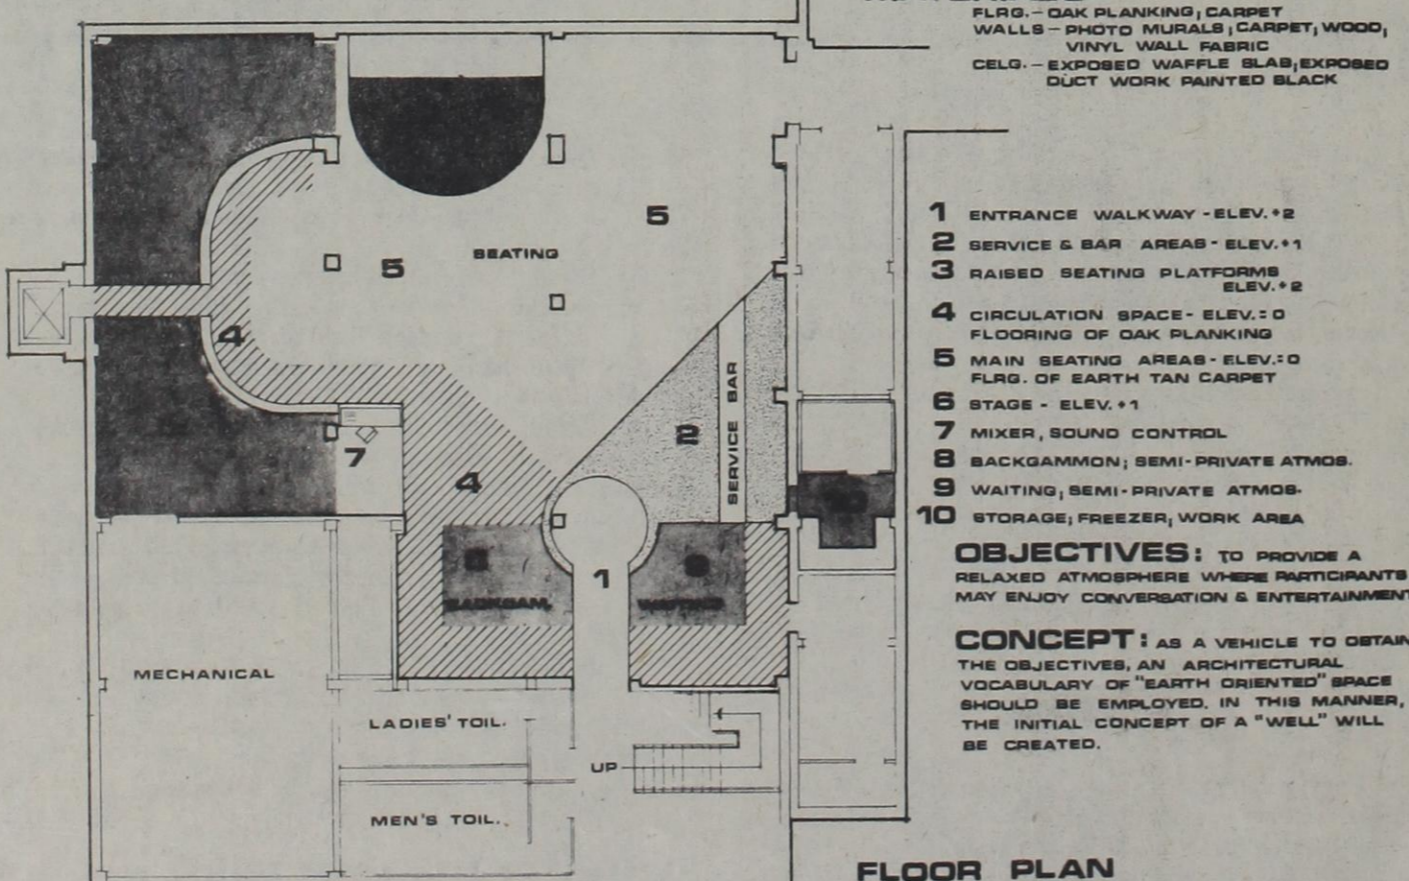 FLRG. - OAK PLANKING, CARPET
WALLS - PHOTO MURALS, CARPET, WOOD,
VINYL WALL FABRIC
CELG. - EXPOSED WAFFLE SLAB, EXPOSED
DUCT WORK PAINTED BLACK
1 ENTRANCE WALKWAY - ELEV. +2
2 SERVICE & BAR AREAS - ELEV. +1
3 RAISED SEATING PLATFORMS
ELEV. +2
4 CIRCULATION SPACE - ELEV. = 0
FLOORING OF OAK PLANKING
5 MAIN SEATING AREAS - ELEV. = 0
FLRG. OF EARTH TAN CARPET
6 STAGE - ELEV. +1
7 MIXER, SOUND CONTROL
8 BACKGAMMON; SEMI-PRIVATE ATMOS.
9 WAITING, SEMI-PRIVATE ATMOS.
10 STORAGE, FREEZER, WORK AREA
OBJECTIVES: TO PROVIDE A
RELAXED ATMOSPHERE WHERE PARTICIPANTS
MAY ENJOY CONVERSATION & ENTERTAINMENT
CONCEPT: AS A VEHICLE TO OBTAIN
THE OBJECTIVES, AN ARCHITECTURAL
VOCABULARY OF "EARTH ORIENTED" SPACE
SHOULD BE EMPLOYED. IN THIS MANNER,
THE INITIAL CONCEPT OF A "WELL" WILL
BE CREATED.
FLOOR PLAN
5
SEATING
5
4
2
SERVICE BAR
7
4
8
9
1
BACKGAM.
WAITING
MECHANICAL
LADIES' TOIL.
UP
MEN'S TOIL.